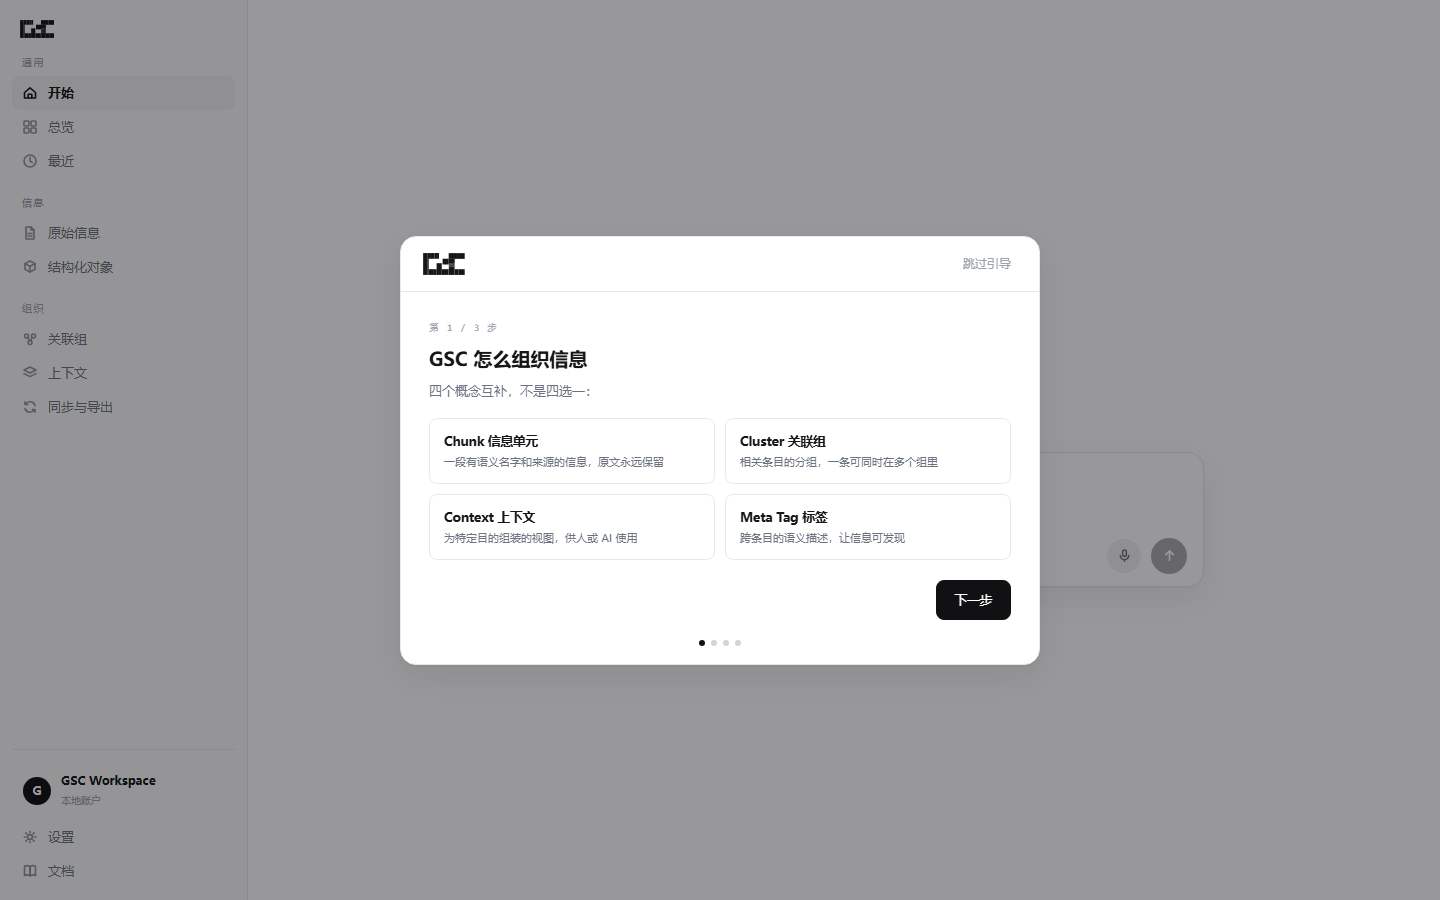 GSC
通用
开始
总览
最近
信息
原始信息
结构化对象
组织
关联组
上下文
同步与导出
G
GSC Workspace
本地账户
设置
文档
GSC
跳过引导
第 1 / 3 步
GSC 怎么组织信息
四个概念互补，不是四选一：
Chunk 信息单元
一段有语义名字和来源的信息，原文永远保留
Cluster 关联组
相关条目的分组，一条可同时在多个组里
Context 上下文
为特定目的组装的视图，供人或 AI 使用
Meta Tag 标签
跨条目的语义描述，让信息可发现
下一步